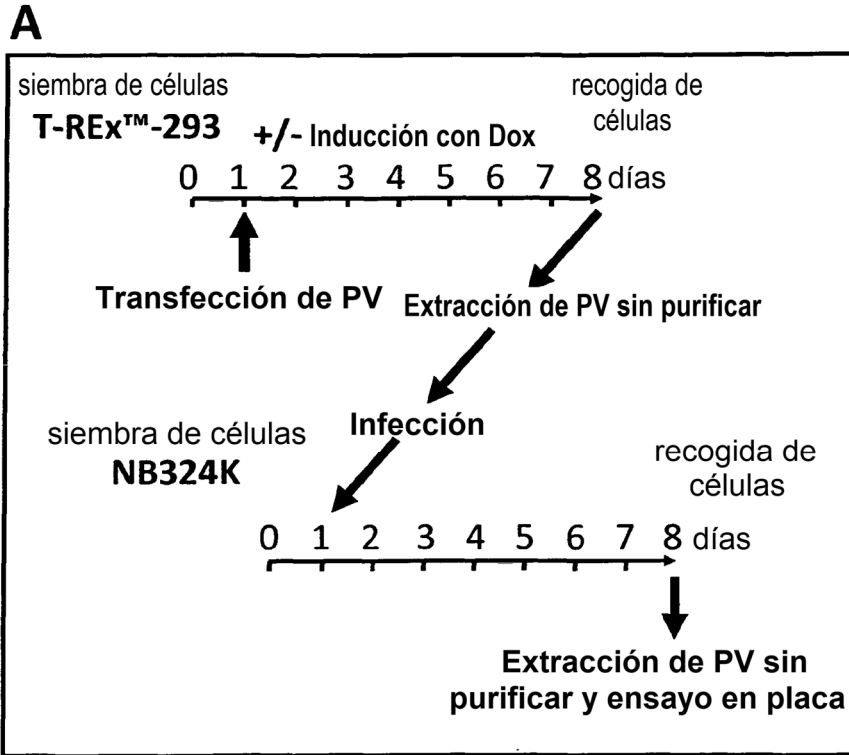 A
siembra de células
T-REx™-293
+/- Inducción con Dox
recogida de
células
0 1 2 3 4 5 6 7 8 días
Transfección de PV
Extracción de PV sin purificar
Infección
siembra de células
NB324K
recogida de
células
0 1 2 3 4 5 6 7 8 días
Extracción de PV sin
purificar y ensayo en placa